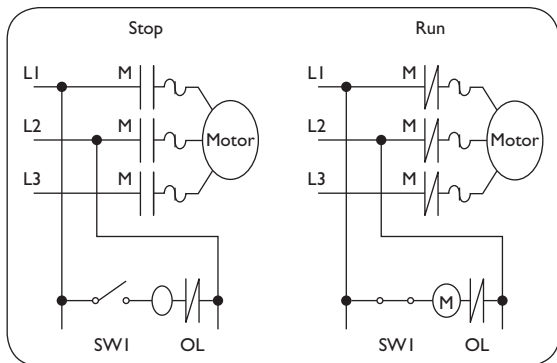 Stop
L1 M
L2 M Motor
L3 M
SW1 OL
Run
L1 M
L2 M Motor
L3 M
M
SW1 OL